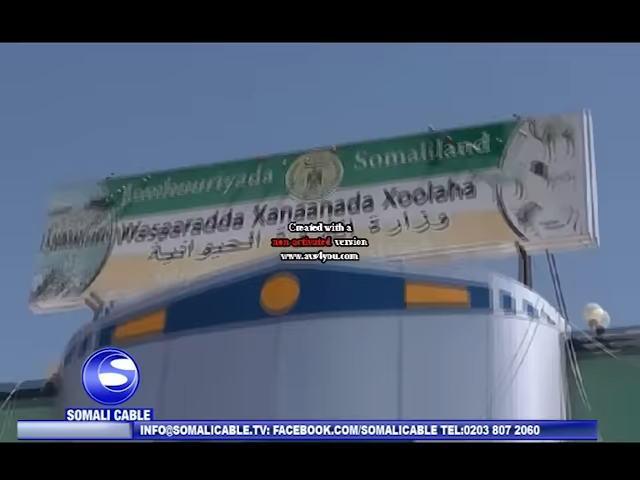 Jamhuuriyada Somaliland
Wasaaradda Xanaanada Xoolaha
وزارة الحيوانية
Created with a
non-activated version
www.avs4you.com
SOMALI CABLE
INFO@SOMALICABLE.TV: FACEBOOK.COM/SOMALICABLE TEL:0203 807 2060